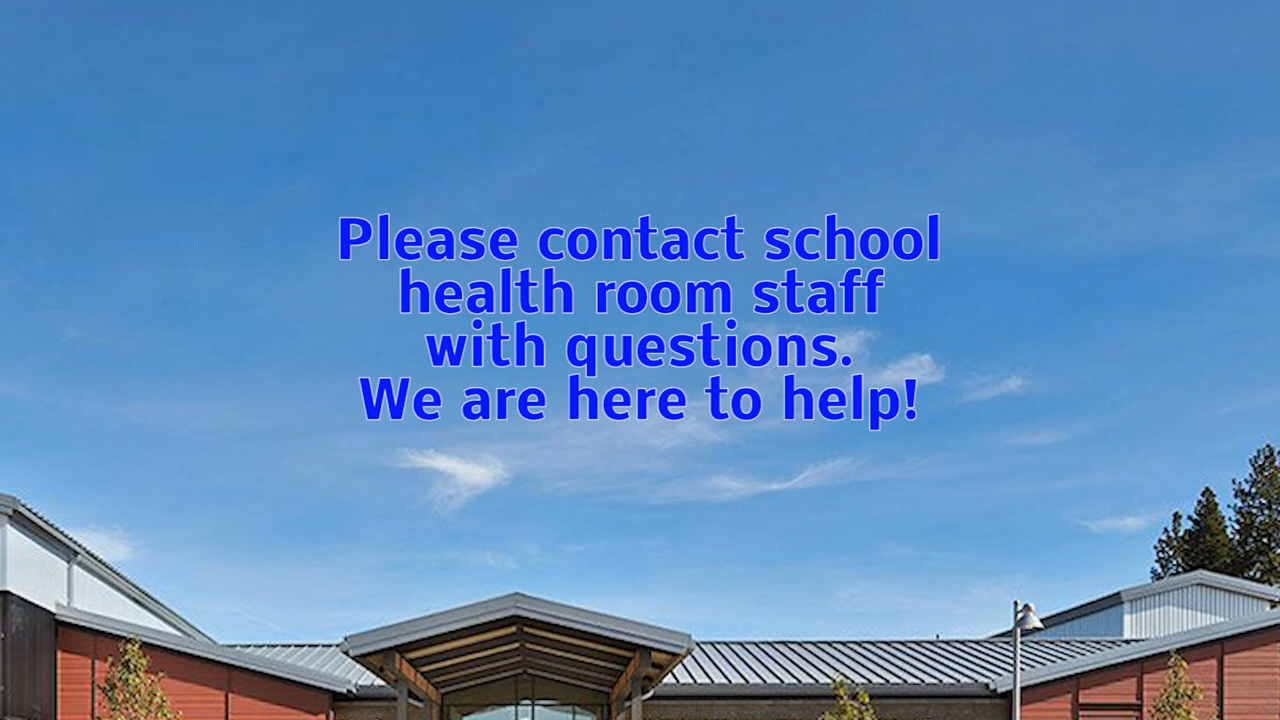 Please contact school
health room staff
with questions.
We are here to help!